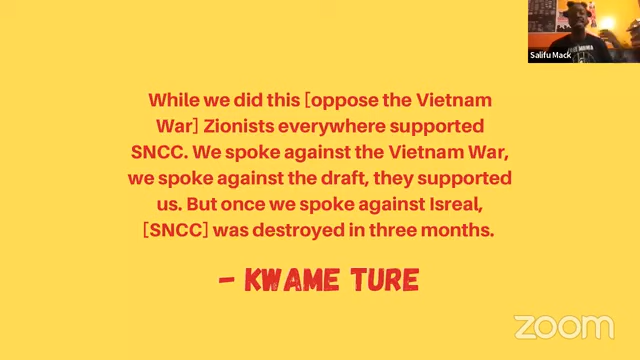 Salifu Mack
While we did this [oppose the Vietnam
War] Zionists everywhere supported
SNCC. We spoke against the Vietnam War,
we spoke against the draft, they supported
us. But once we spoke against Isreal,
[SNCC] was destroyed in three months.
– KWAME TURE
zoom